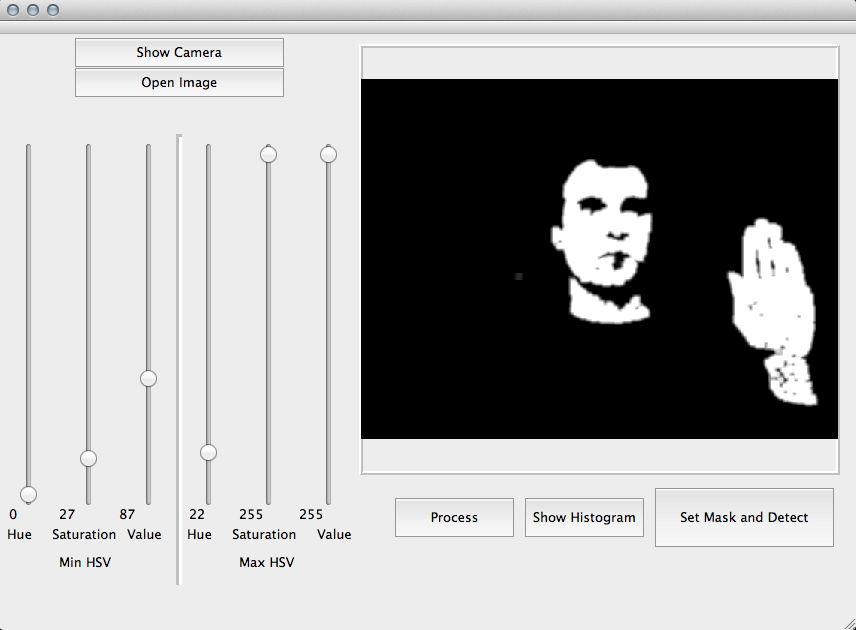 Show Camera
Open Image
0 27 87 22 255 255
Hue Saturation Value Hue Saturation Value
Min HSV Max HSV
Process Show Histogram Set Mask and Detect